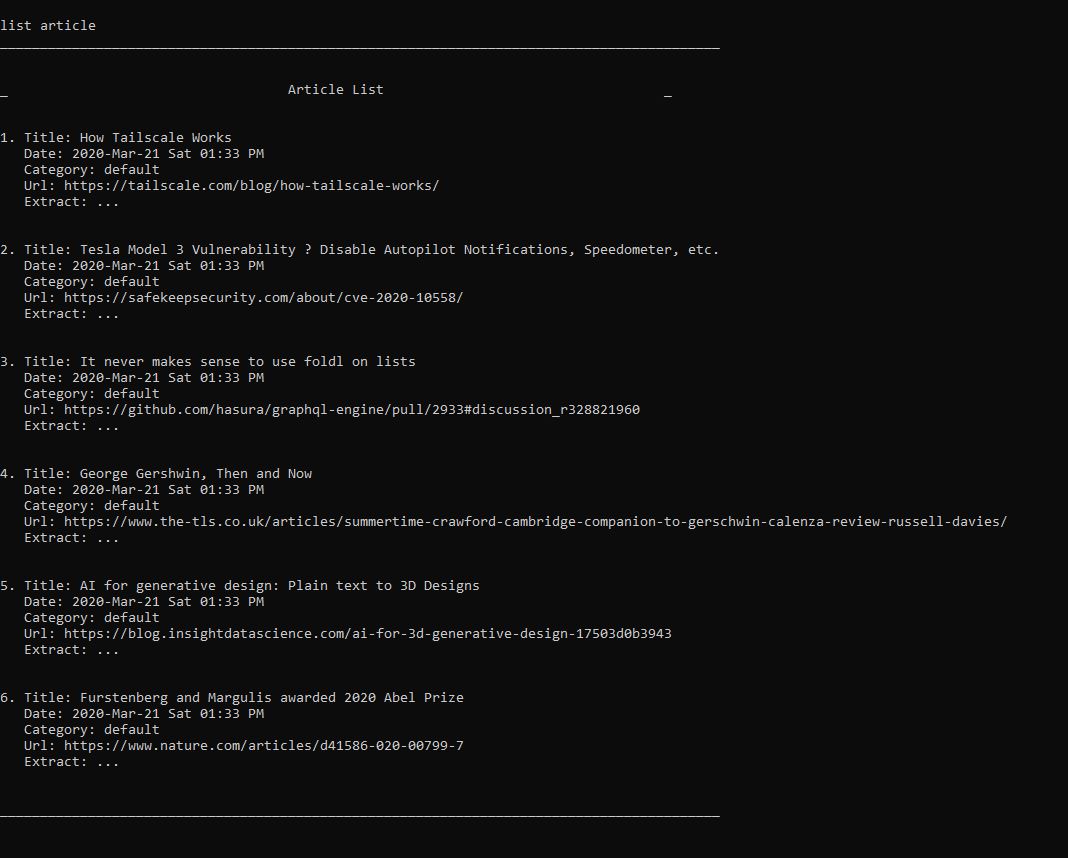 list article
__________________________________________________________________________________________
_                                   Article List                                   _
1. Title: How Tailscale Works
   Date: 2020-Mar-21 Sat 01:33 PM
   Category: default
   Url: https://tailscale.com/blog/how-tailscale-works/
   Extract: ...
2. Title: Tesla Model 3 Vulnerability ? Disable Autopilot Notifications, Speedometer, etc.
   Date: 2020-Mar-21 Sat 01:33 PM
   Category: default
   Url: https://safekeepsecurity.com/about/cve-2020-10558/
   Extract: ...
3. Title: It never makes sense to use foldl on lists
   Date: 2020-Mar-21 Sat 01:33 PM
   Category: default
   Url: https://github.com/hasura/graphql-engine/pull/2933#discussion_r328821960
   Extract: ...
4. Title: George Gershwin, Then and Now
   Date: 2020-Mar-21 Sat 01:33 PM
   Category: default
   Url: https://www.the-tls.co.uk/articles/summertime-crawford-cambridge-companion-to-gerschwin-calenza-review-russell-davies/
   Extract: ...
5. Title: AI for generative design: Plain text to 3D Designs
   Date: 2020-Mar-21 Sat 01:33 PM
   Category: default
   Url: https://blog.insightdatascience.com/ai-for-3d-generative-design-17503d0b3943
   Extract: ...
6. Title: Furstenberg and Margulis awarded 2020 Abel Prize
   Date: 2020-Mar-21 Sat 01:33 PM
   Category: default
   Url: https://www.nature.com/articles/d41586-020-00799-7
   Extract: ...
__________________________________________________________________________________________